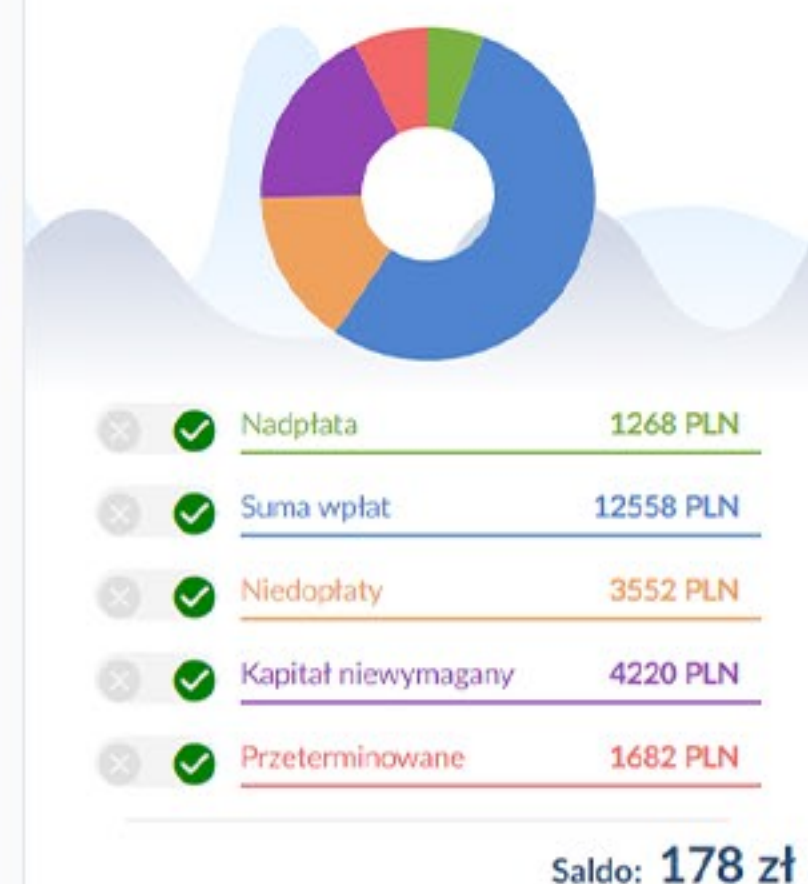 Nadpłata 1268 PLN
Suma wpłat 12558 PLN
Niedopłaty 3552 PLN
Kapitał niewymagany 4220 PLN
Przeterminowane 1682 PLN
Saldo: 178 zł